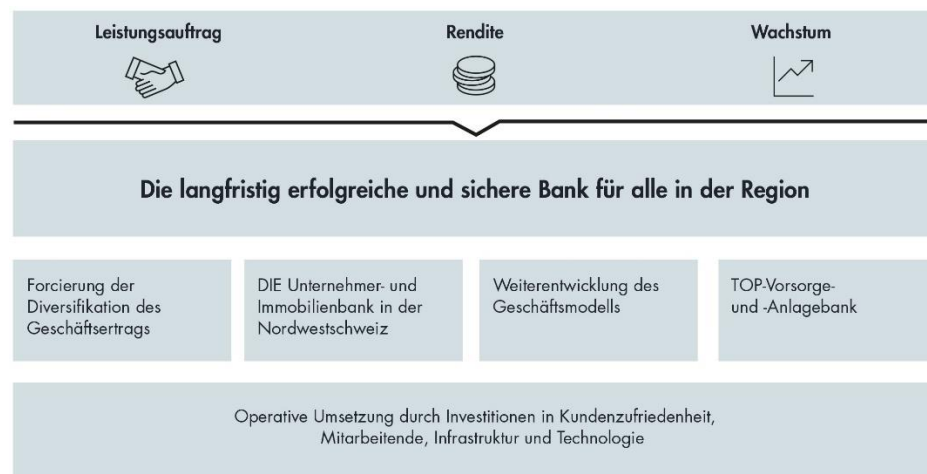 Leistungsauftrag
Rendite
Wachstum
Die langfristig erfolgreiche und sichere Bank für alle in der Region
Forcierung der
Diversifikation des
Geschäftsertrags
DIE Unternehmer- und
Immobilienbank in der
Nordwestschweiz
Weiterentwicklung des
Geschäftsmodells
TOP-Vorsorge-
und -Anlagebank
Operative Umsetzung durch Investitionen in Kundenzufriedenheit,
Mitarbeitende, Infrastruktur und Technologie